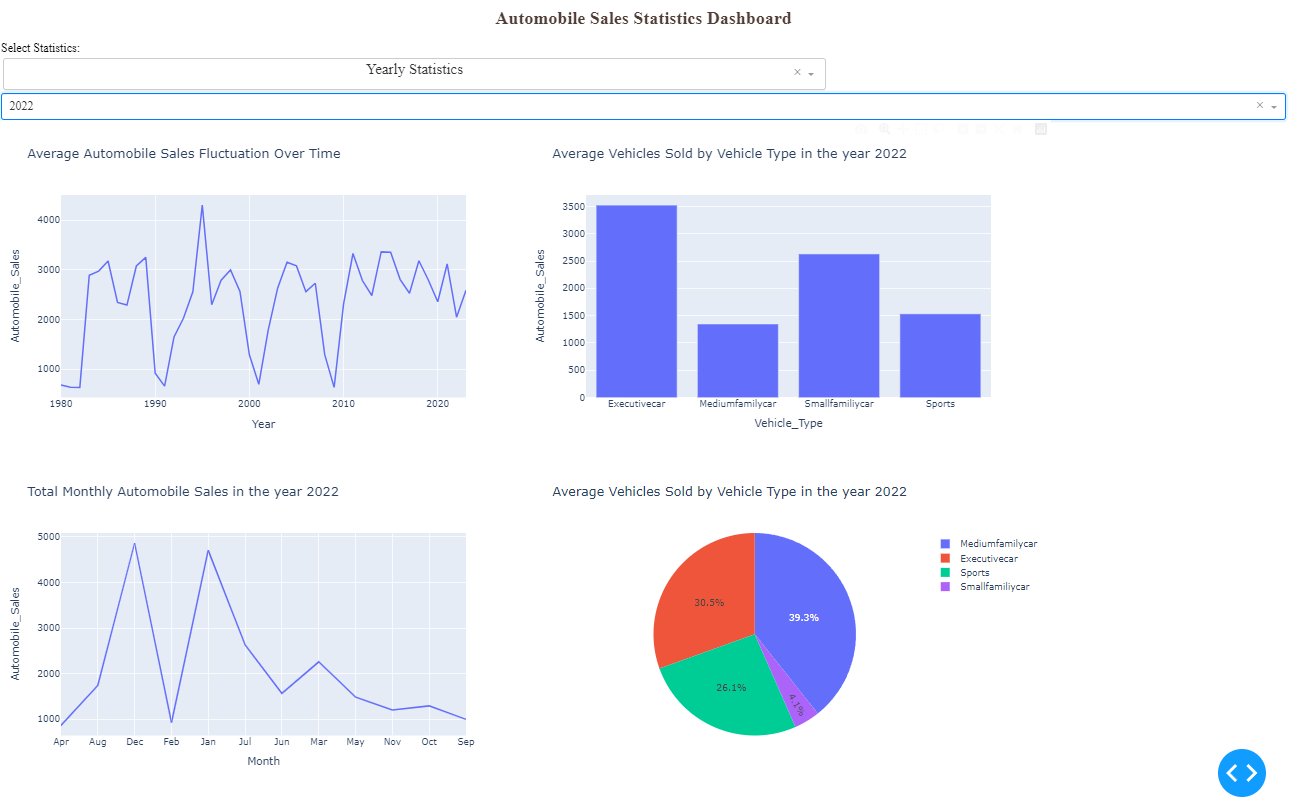 Automobile Sales Statistics Dashboard
Select Statistics:
Yearly Statistics
2022
Average Automobile Sales Fluctuation Over Time
Automobile_Sales
4000
3000
2000
1000
1980 1990 2000 2010 2020
Year
Average Vehicles Sold by Vehicle Type in the year 2022
Automobile_Sales
3500
3000
2500
2000
1500
1000
500
0
Executivecar Mediumfamilycar Smallfamiliycar Sports
Vehicle_Type
Total Monthly Automobile Sales in the year 2022
Automobile_Sales
5000
4000
3000
2000
1000
Apr Aug Dec Feb Jan Jul Jun Mar May Nov Oct Sep
Month
Average Vehicles Sold by Vehicle Type in the year 2022
39.3%
30.5%
26.1%
4.1%
Mediumfamilycar
Executivecar
Sports
Smallfamiliycar